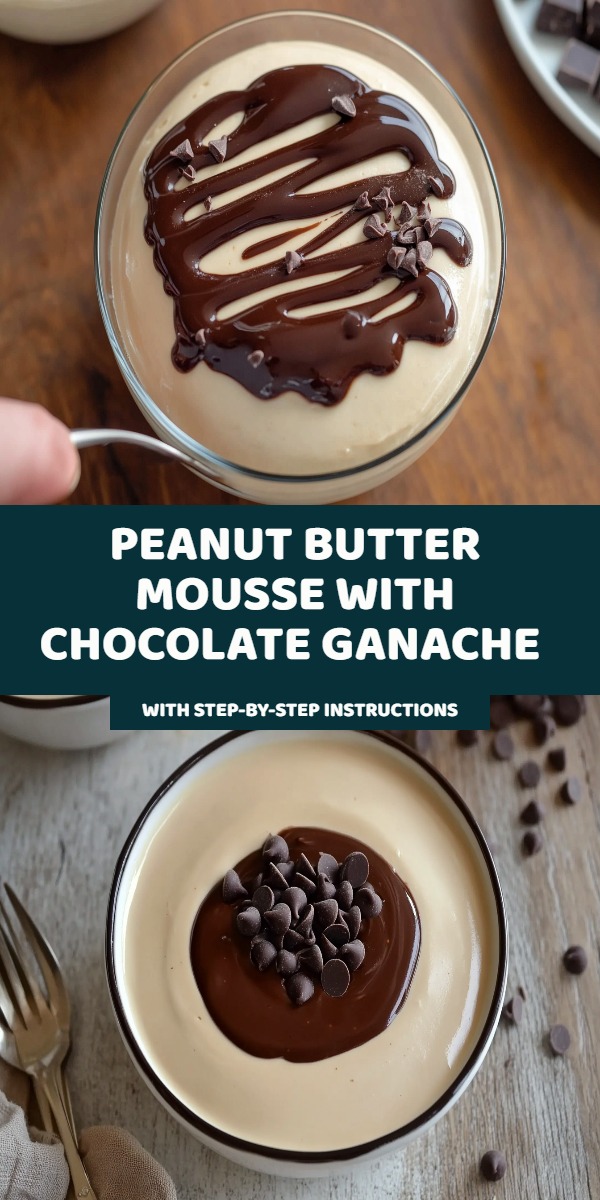 PEANUT BUTTER
MOUSSE WITH
CHOCOLATE GANACHE
WITH STEP-BY-STEP INSTRUCTIONS